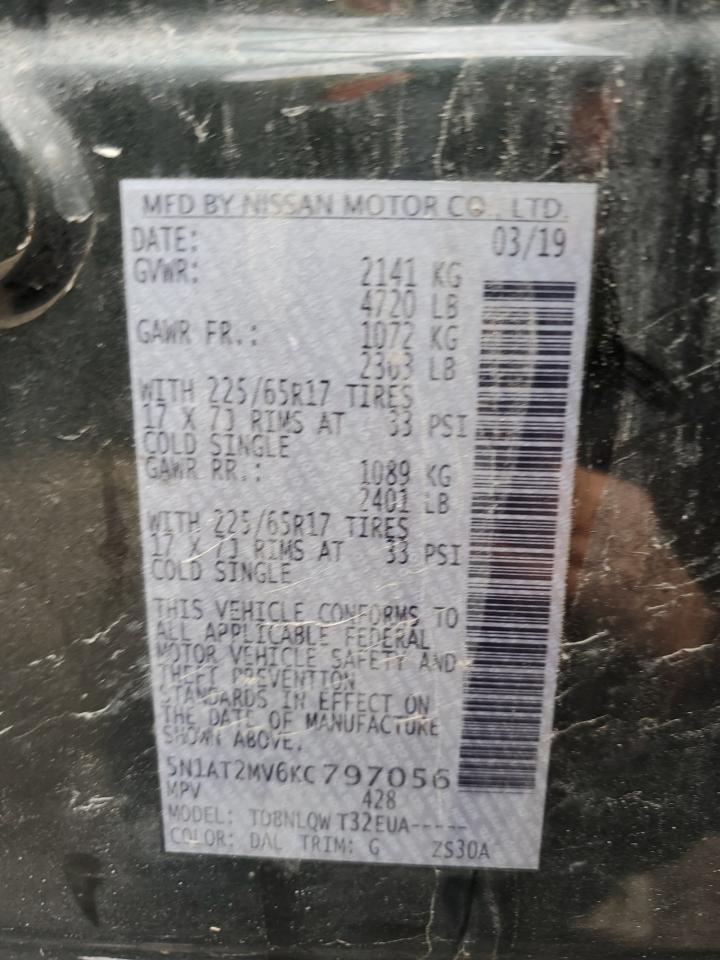 MFD BY NISSAN MOTOR CO., LTD.
DATE: 03/19
GVWR: 2141 KG
4720 LB
GAWR FR.: 1072 KG
2363 LB
WITH 225/65R17 TIRES
17 X 7J RIMS AT 33 PSI
COLD SINGLE
GAWR RR.: 1089 KG
2401 LB
WITH 225/65R17 TIRES
17 X 7J RIMS AT 33 PSI
COLD SINGLE
THIS VEHICLE CONFORMS TO
ALL APPLICABLE FEDERAL
MOTOR VEHICLE SAFETY AND
THEFT PREVENTION
STANDARDS IN EFFECT ON
THE DATE OF MANUFACTURE
SHOWN ABOVE.
5N1AT2MV6KC797056
MPV 428
MODEL: TDBNLQWT32EUA-----
COLOR: DAL TRIM: G ZS30A